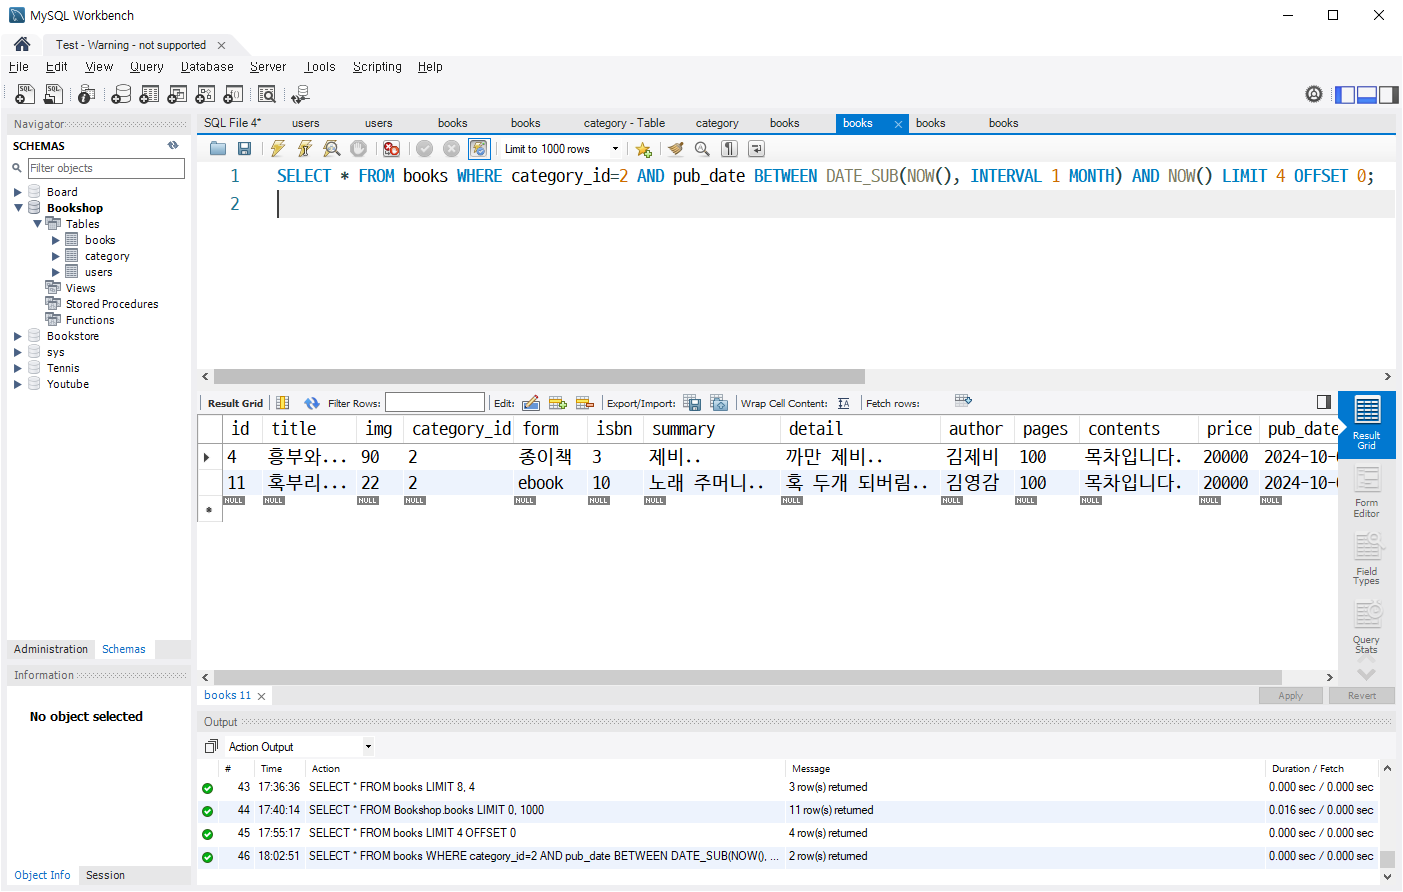 MySQL Workbench
Test - Warning - not supported
File Edit View Query Database Server Tools Scripting Help
Navigator
SCHEMAS
Filter objects
Board
Bookshop
Tables
books
category
users
Views
Stored Procedures
Functions
Bookstore
sys
Tennis
Youtube
Administration Schemas
Information
No object selected
Object Info Session
SQL File 4* users users books books category - Table category books books books books
Limit to 1000 rows
1 SELECT * FROM books WHERE category_id=2 AND pub_date BETWEEN DATE_SUB(NOW(), INTERVAL 1 MONTH) AND NOW() LIMIT 4 OFFSET 0;
2
Result Grid Filter Rows: Edit: Export/Import: Wrap Cell Content: Fetch rows:
id title img category_id form isbn summary detail author pages contents price pub_date
4 흥부와... 90 2 종이책 3 제비.. 까만 제비.. 김제비 100 목차입니다. 20000 2024-10-
11 혹부리... 22 2 ebook 10 노래 주머니.. 혹 두개 되버림.. 김영감 100 목차입니다. 20000 2024-10-
NULL NULL NULL NULL NULL NULL NULL NULL NULL NULL NULL NULL NULL
Result Grid
Form Editor
Field Types
Query Stats
books 11
Apply Revert
Output
Action Output
# Time Action Message Duration / Fetch
43 17:36:36 SELECT * FROM books LIMIT 8, 4 3 row(s) returned 0.000 sec / 0.000 sec
44 17:40:14 SELECT * FROM Bookshop.books LIMIT 0, 1000 11 row(s) returned 0.016 sec / 0.000 sec
45 17:55:17 SELECT * FROM books LIMIT 4 OFFSET 0 4 row(s) returned 0.000 sec / 0.000 sec
46 18:02:51 SELECT * FROM books WHERE category_id=2 AND pub_date BETWEEN DATE_SUB(NOW(), ... 2 row(s) returned 0.000 sec / 0.000 sec